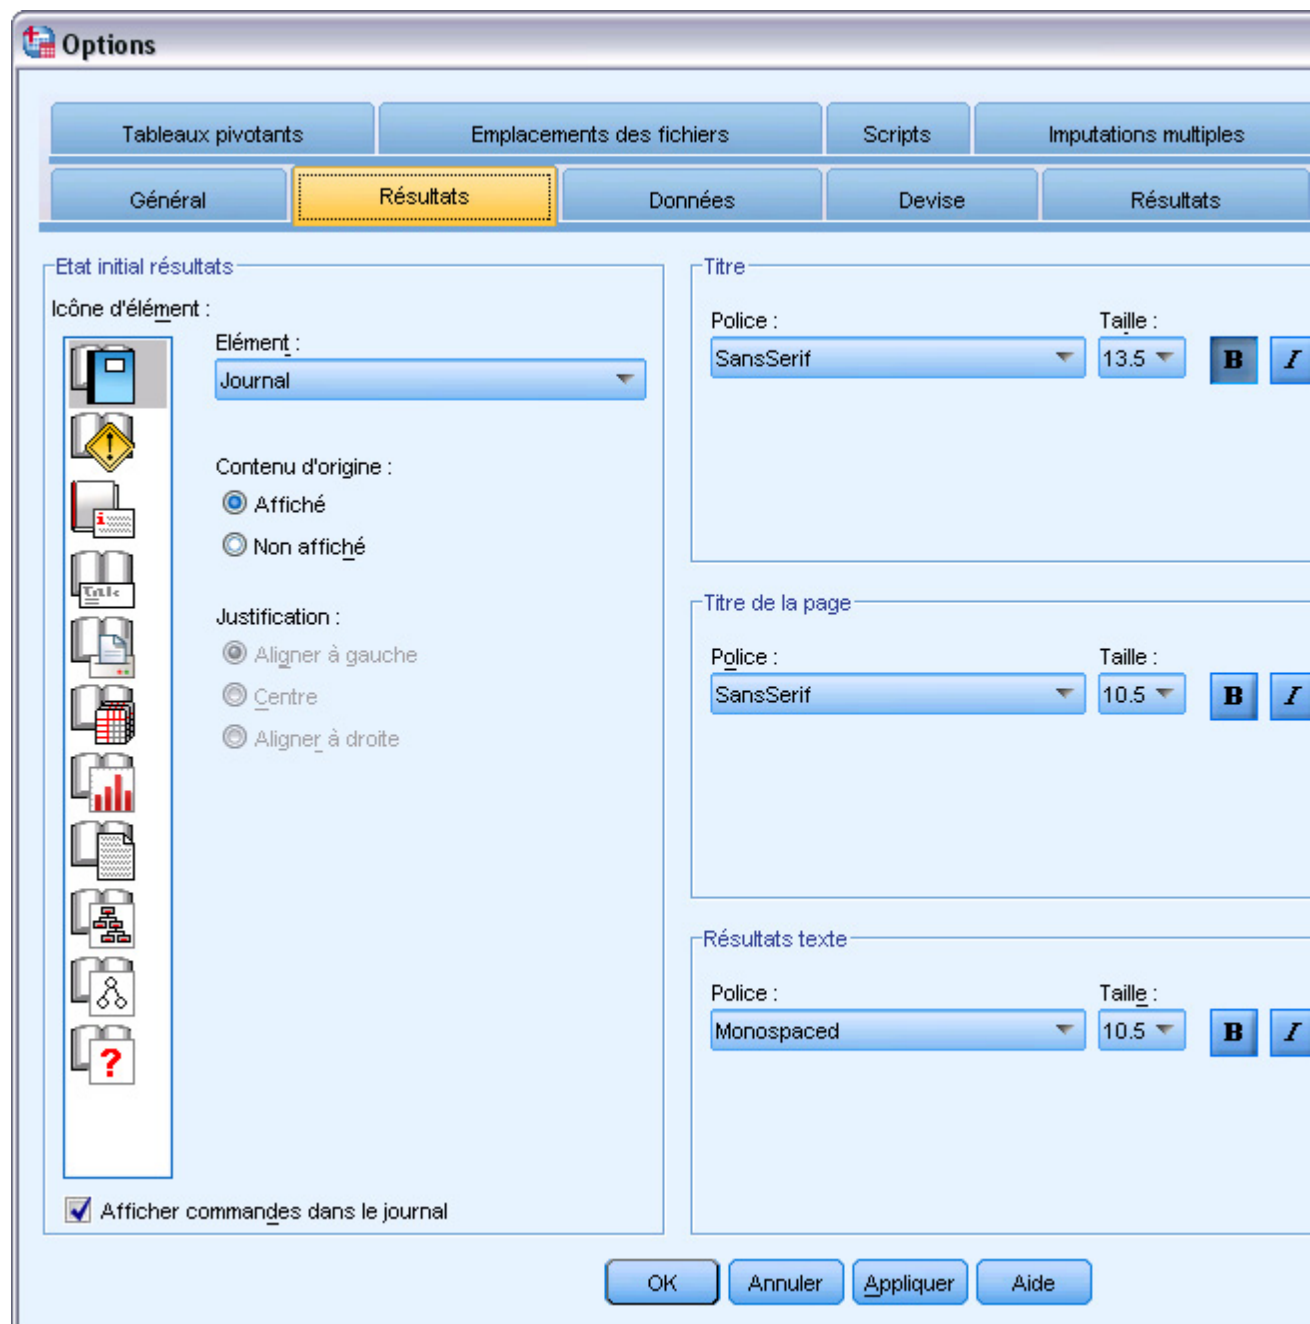 Options
Tableaux pivotants Emplacements des fichiers Scripts Imputations multiples
Général Résultats Données Devise Résultats
Etat initial résultats
Icône d'élément :
Elément :
Journal
Contenu d'origine :
Affiché
Non affiché
Justification :
Aligner à gauche
Centre
Aligner à droite
Title
Afficher commandes dans le journal
Titre
Police : Taille :
SansSerif 13.5 B I
Titre de la page
Police : Taille :
SansSerif 10.5 B I
Résultats texte
Police : Taille :
Monospaced 10.5 B I
OK Annuler Appliquer Aide